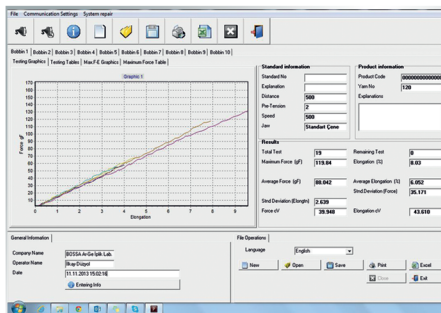 File Communication Settings System repair
Bobbin 1 Bobbin 2 Bobbin 3 Bobbin 4 Bobbin 5 Bobbin 6 Bobbin 7 Bobbin 8 Bobbin 9 Bobbin 10
Testing Graphics Testing Tables Max.F-E Graphics Maximum Force Table
Graphic 1
Force gF
170
160
150
140
130
120
110
100
90
80
70
60
50
40
30
20
10
0
0 1 2 3 4 5 6 7 8 9
Elongation
Standard information
Standard No
Explanation
Distance 500
Pre-Tension 2
Speed 500
Jaw Standart Çene
Product information
Product Code
Yarn No 120
Explanations
Results
Total Test 19
Remaining Test 0
Maximum Force (gF) 119.84
Elongation (%) 8.03
Average Force (gF) 88.042
Average Elongation (%) 6.052
Stnd.Deviation (Force) 35.171
Stnd.Deviation (Elongtn) 2.639
Force cV 39.948
Elongation cV 43.610
General Information
Company Name BOSSA Ar-Ge İplik Lab.
Operator Name
Date 11.11.2013 15:02:16
Entering Info
File Operations
Language English
New Open Save Print Excel
Close Exit